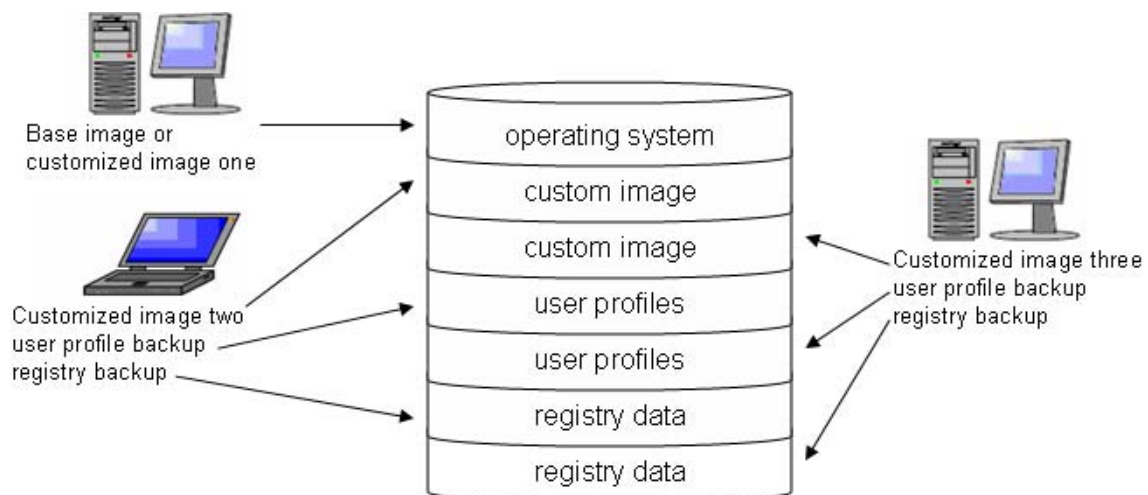 Base image or
customized image one
Customized image two
user profile backup
registry backup
operating system
custom image
custom image
user profiles
user profiles
registry data
registry data
Customized image three
user profile backup
registry backup